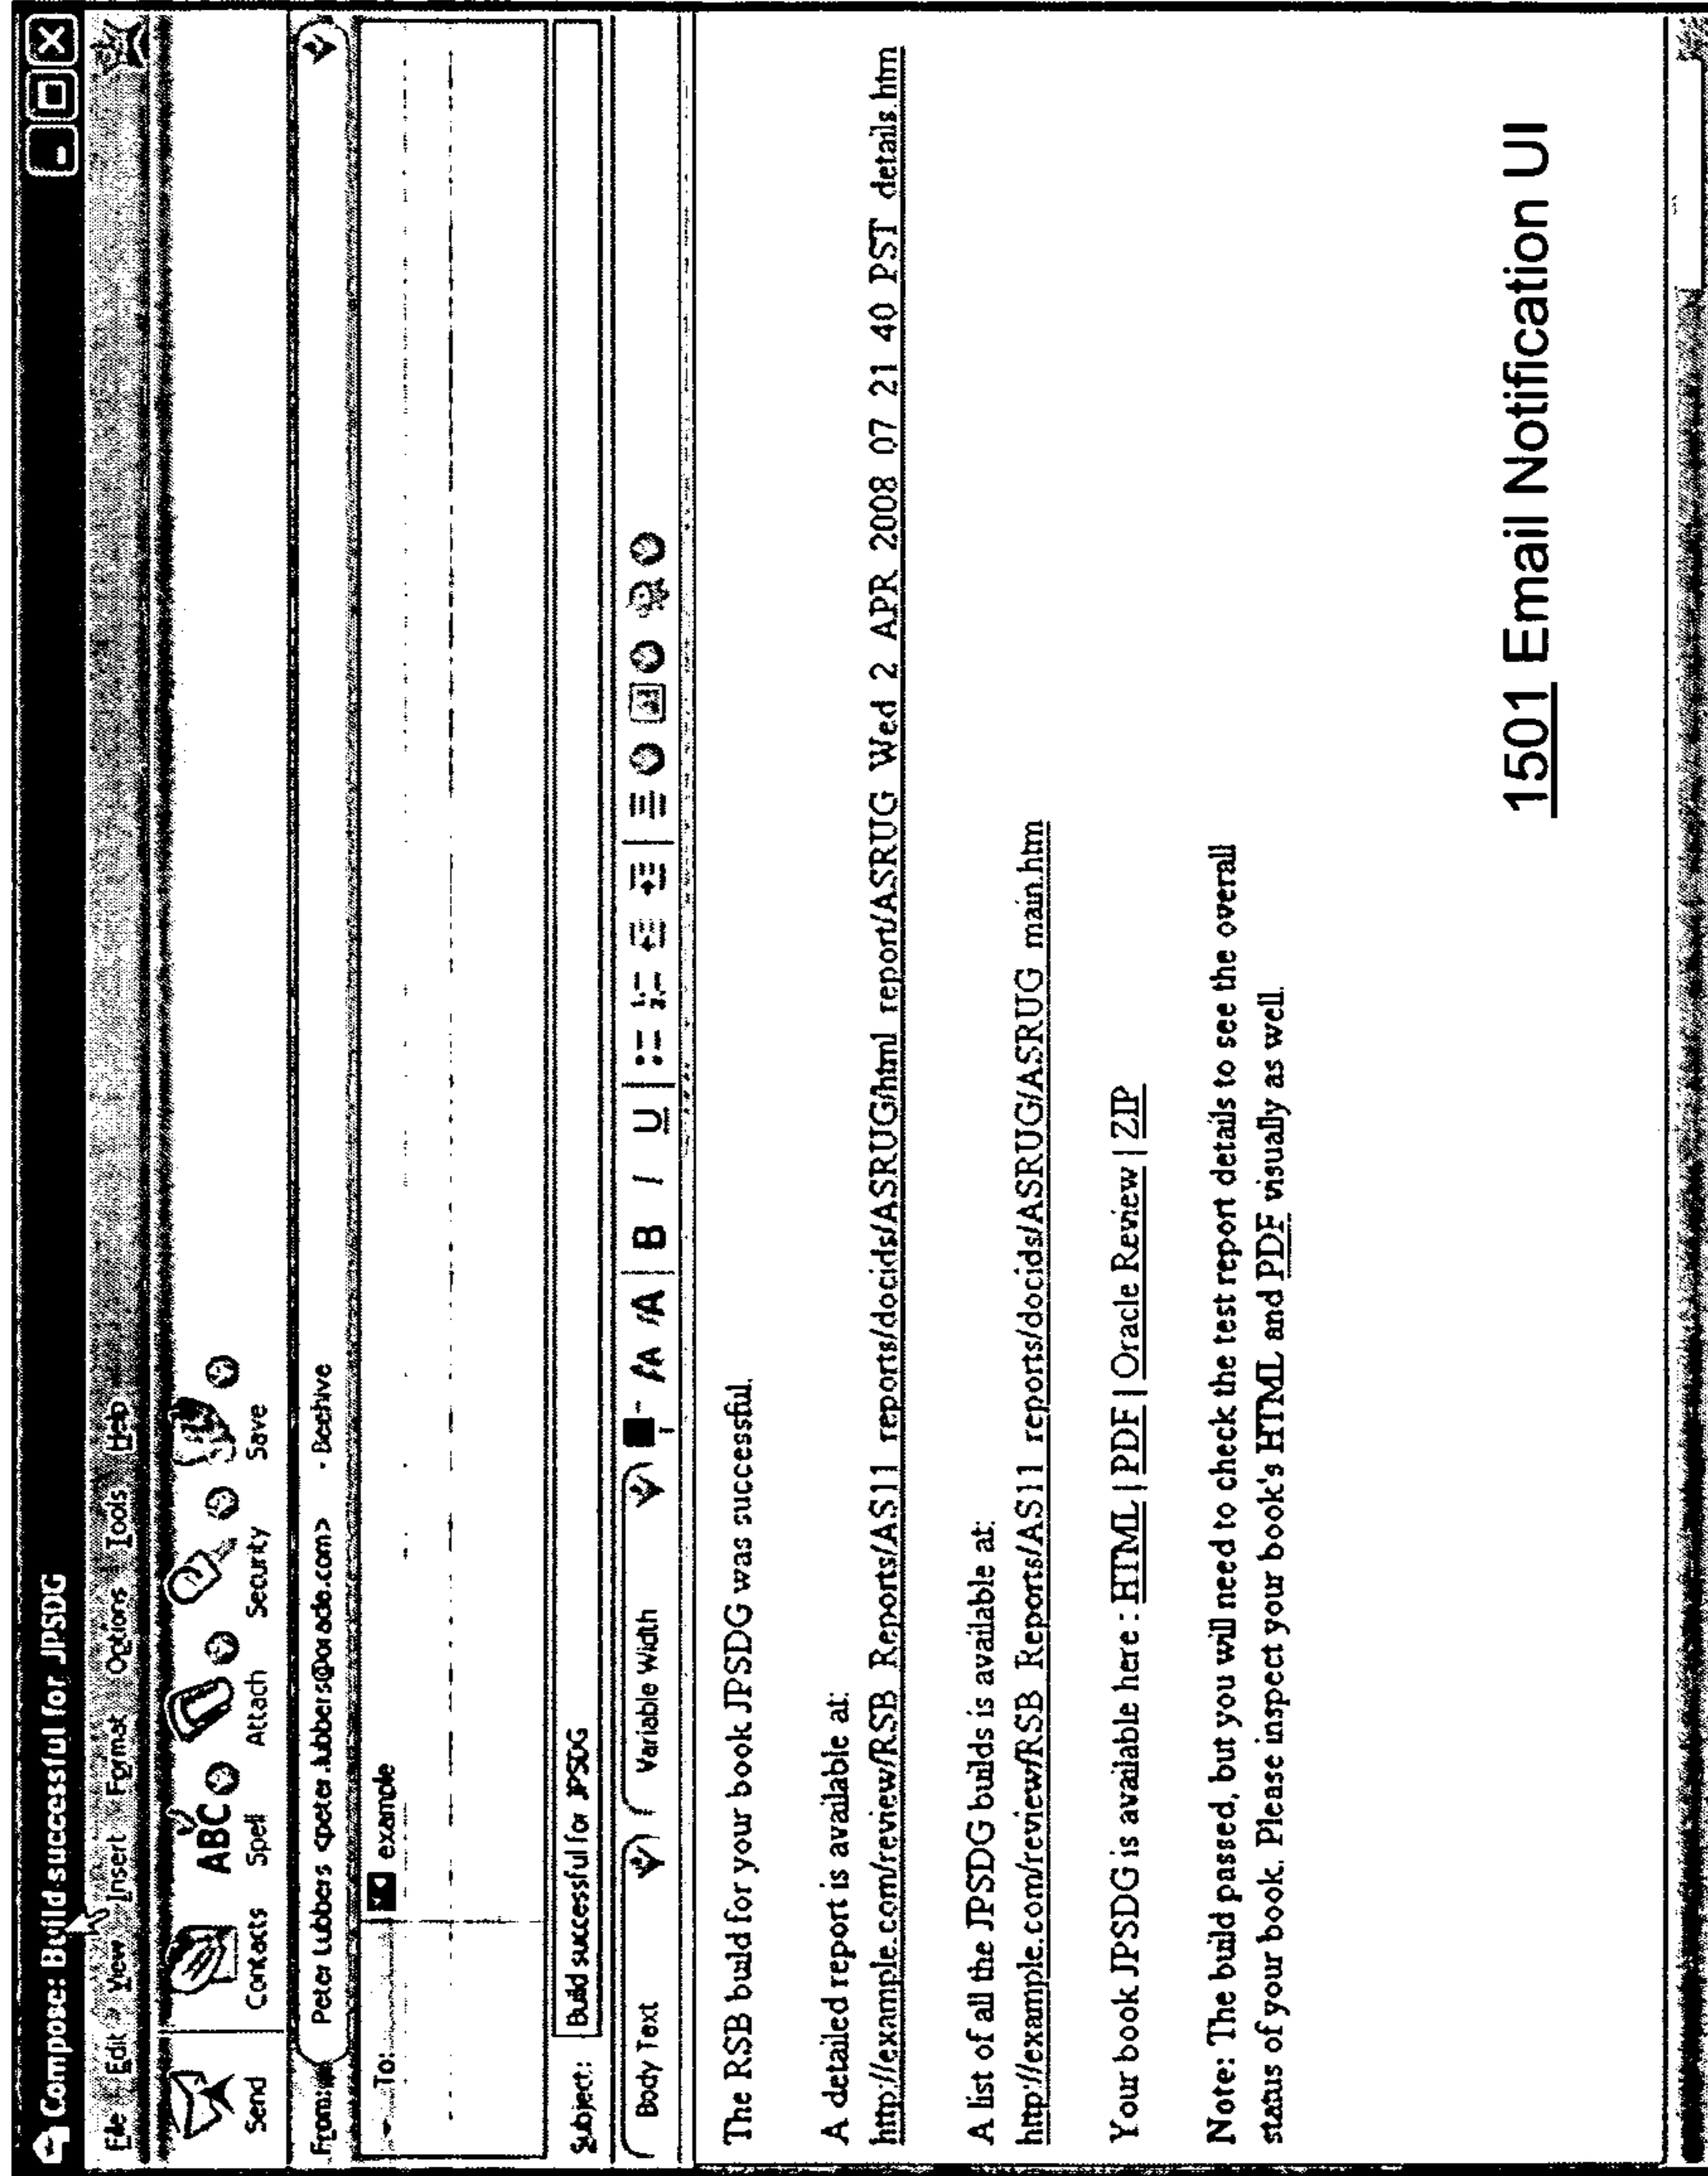 Compose: Build successful for JPSDG
File Edit View Insert Format Options Tools Help
Send Contacts Spell Attach Security Save
ABC
From: Peter Lubbers <peter.lubbers@oracle.com> - Beehive
To: example
Subject: Build successful for JPSDG
Body Text Variable Width A A B I U
The RSB build for your book JPSDG was successful.
A detailed report is available at:
http://example.com/review/RSB_Reports/AS11_reports/docids/ASRUG/html_report/ASRUG_Wed_2_APR_2008_07_21_40_PST_details.htm
A list of all the JPSDG builds is available at:
http://example.com/review/RSB_Reports/AS11_reports/docids/ASRUG/ASRUG_main.htm
Your book JPSDG is available here : HTML | PDF | Oracle Review | ZIP
Note: The build passed, but you will need to check the test report details to see the overall
status of your book. Please inspect your book's HTML and PDF visually as well.
1501 Email Notification UI